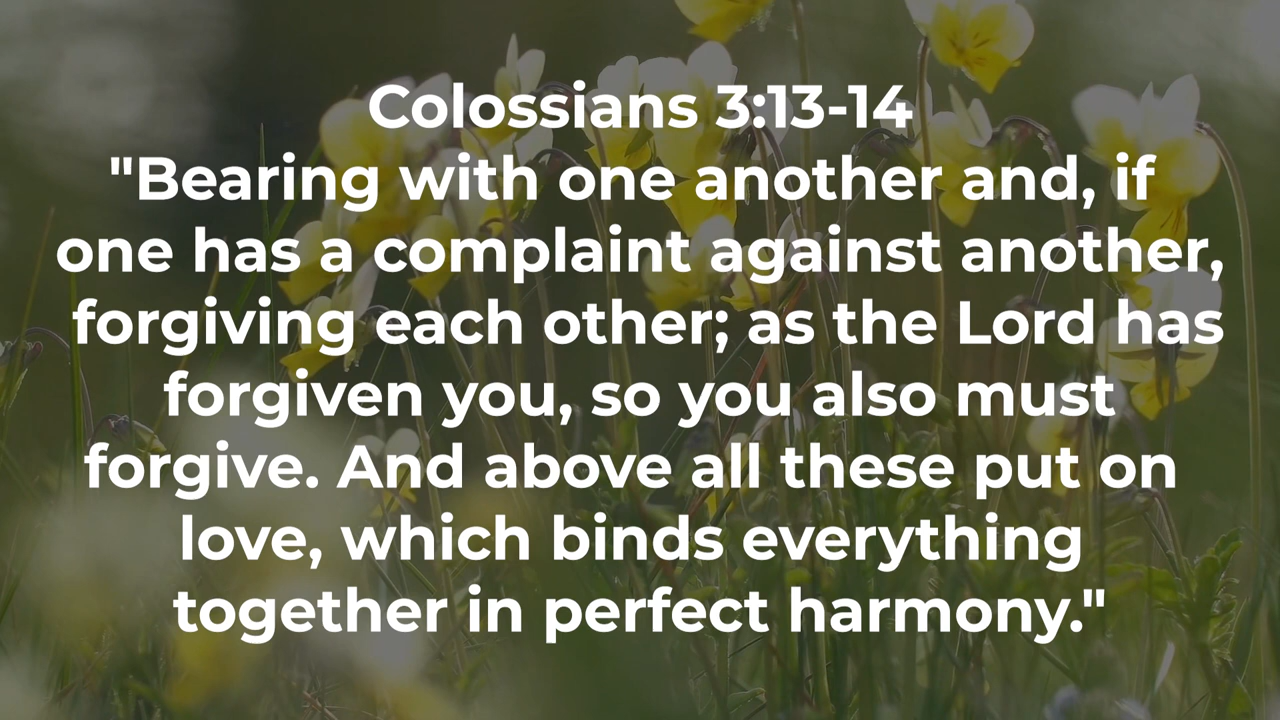 Colossians 3:13-14
"Bearing with one another and, if
one has a complaint against another,
forgiving each other; as the Lord has
forgiven you, so you also must
forgive. And above all these put on
love, which binds everything
together in perfect harmony."